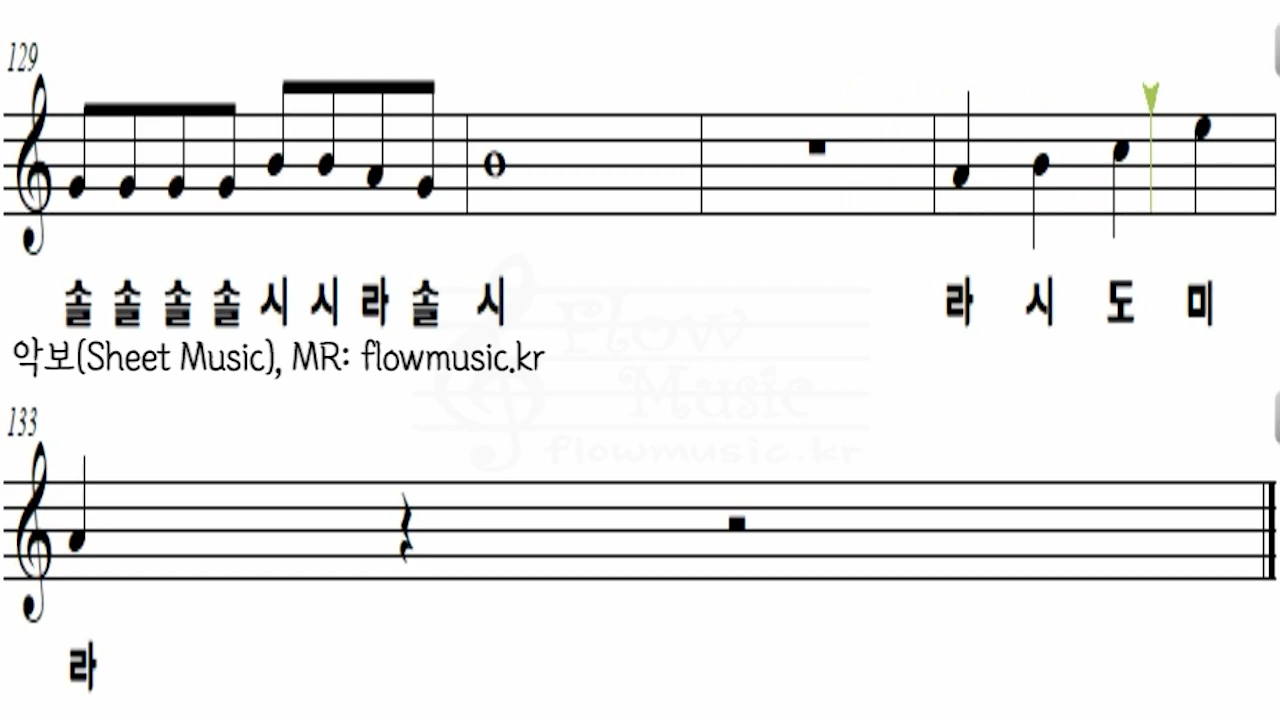 129
솔 솔 솔 솔 시 시 라 솔 시 라 시 도 미
악보(Sheet Music), MR: flowmusic.kr
Flow
Music
flowmusic.kr
133
라